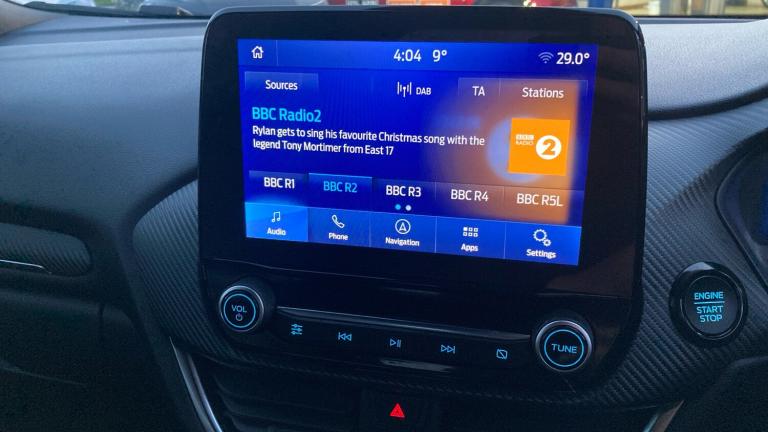 4:04 9° 29.0°
Sources DAB TA Stations
BBC Radio2
Rylan gets to sing his favourite Christmas song with the
legend Tony Mortimer from East 17
BBC
RADIO 2
BBC R1 BBC R2 BBC R3 BBC R4 BBC R5L
Audio Phone Navigation Apps Settings
VOL
TUNE
ENGINE
START
STOP